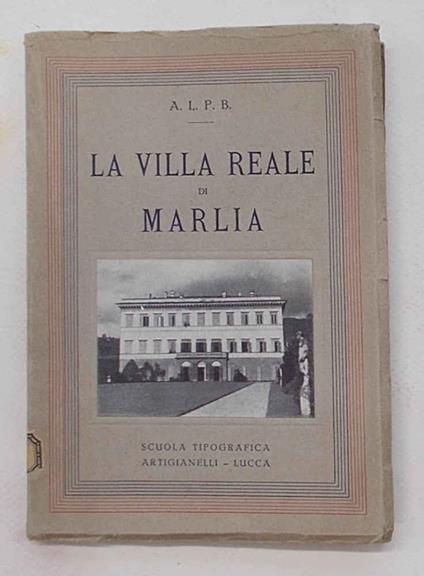 A. L. P. B.
LA VILLA REALE
DI
MARLIA
SCUOLA TIPOGRAFICA
ARTIGIANELLI - LUCCA